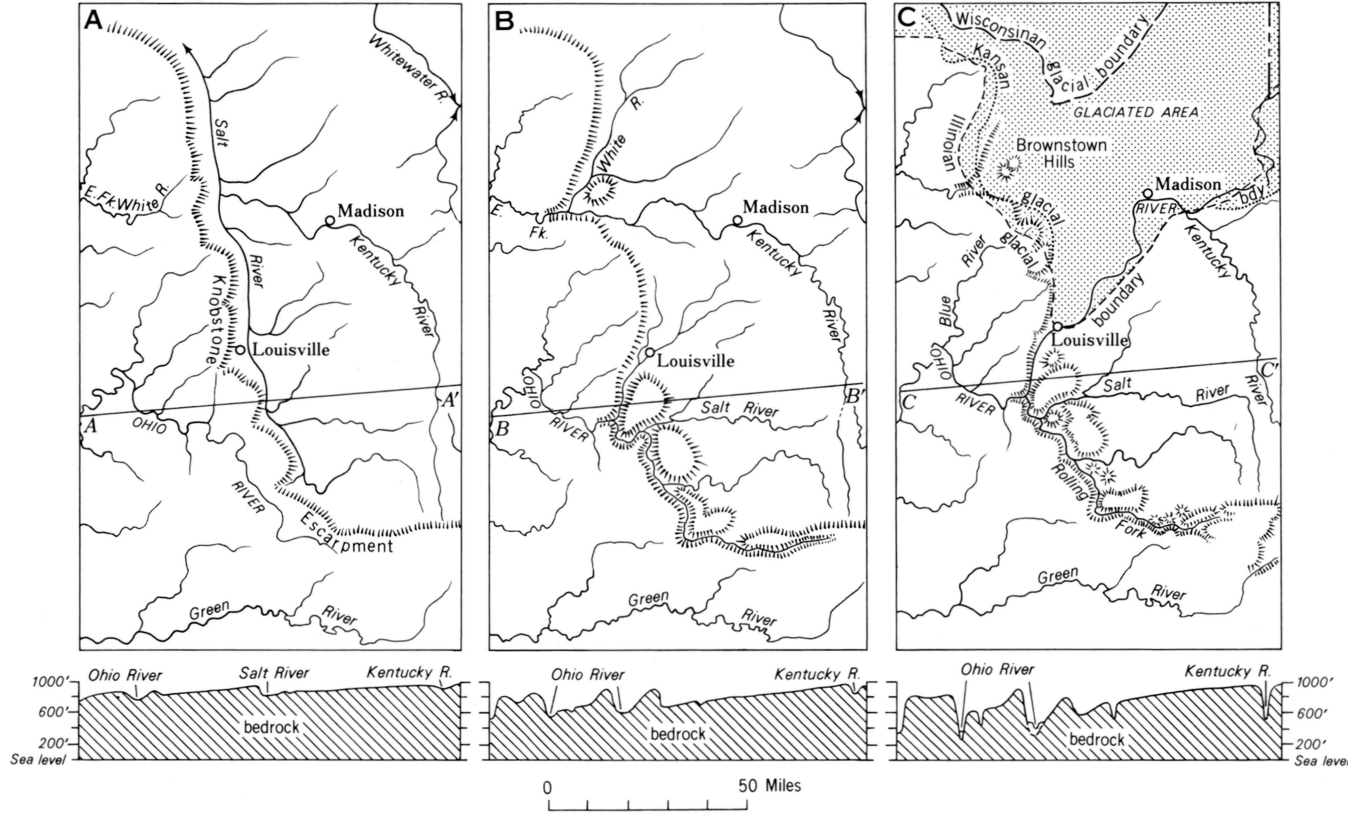 A
Whitewater R.
Salt
E. Fk. White R.
Madison
Kentucky
River
River
Knobstone
Louisville
A
A'
OHIO
RIVER
Escarpment
Green
River
B
R.
White
E.
Fk.
Madison
Kentucky
River
Louisville
OHIO
RIVER
B
B'
Salt River
Green
River
C
Wisconsinan
glacial
boundary
Kansan
GLACIATED AREA
Illinoian
Brownstown
Hills
Madison
RIVER
bdy
glacial
glacial
boundary
Kentucky
River
River
Blue
Louisville
OHIO
RIVER
C
C'
Salt
River
Rolling
Fork
Green
River
Ohio River
Salt River
Kentucky R.
1000'
600'
200'
Sea level
bedrock
Ohio River
Kentucky R.
bedrock
Ohio River
Kentucky R.
1000'
600'
200'
Sea level
bedrock
0
50 Miles